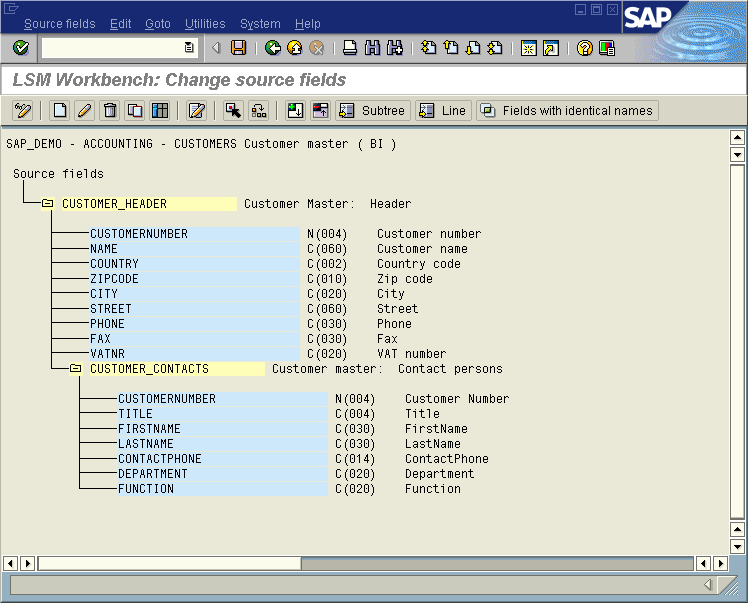 Source fields Edit Goto Utilities System Help
SAP
LSM Workbench: Change source fields
Subtree Line Fields with identical names
SAP_DEMO - ACCOUNTING - CUSTOMERS Customer master ( BI )
Source fields
CUSTOMER_HEADER Customer Master: Header
CUSTOMERNUMBER N(004) Customer number
NAME C(060) Customer name
COUNTRY C(002) Country code
ZIPCODE C(010) Zip code
CITY C(020) City
STREET C(060) Street
PHONE C(030) Phone
FAX C(030) Fax
VATNR C(020) VAT number
CUSTOMER_CONTACTS Customer master: Contact persons
CUSTOMERNUMBER N(004) Customer Number
TITLE C(004) Title
FIRSTNAME C(030) FirstName
LASTNAME C(030) LastName
CONTACTPHONE C(014) ContactPhone
DEPARTMENT C(020) Department
FUNCTION C(020) Function